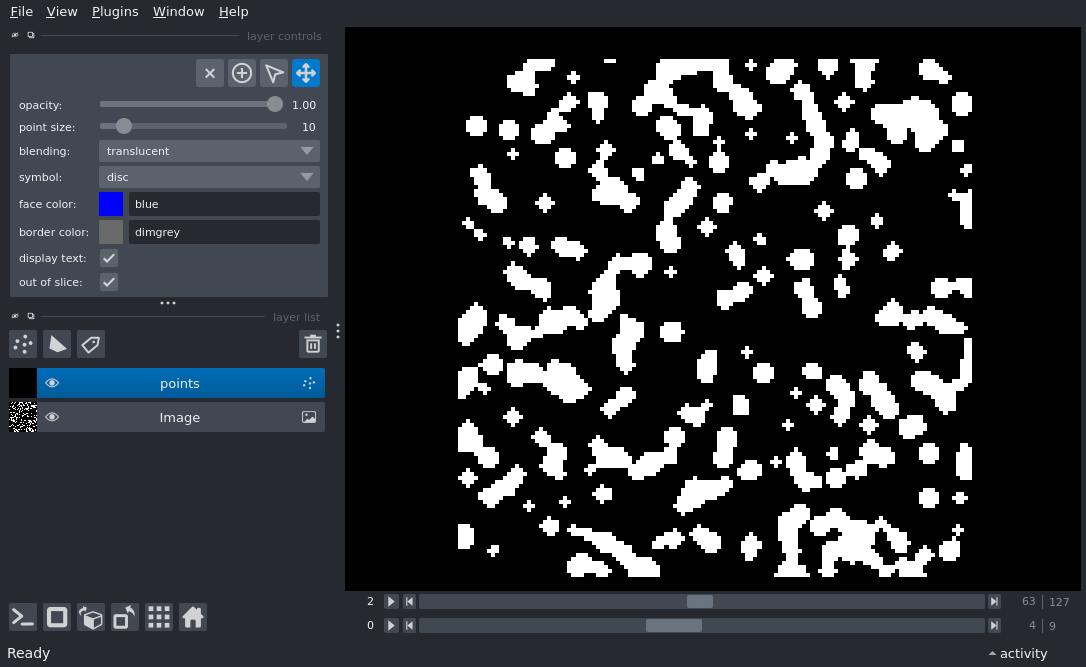 File View Plugins Window Help
layer controls
opacity: 1.00
point size: 10
blending: translucent
symbol: disc
face color: blue
border color: dimgrey
display text:
out of slice:
layer list
points
Image
2 63 127
0 4 9
Ready activity